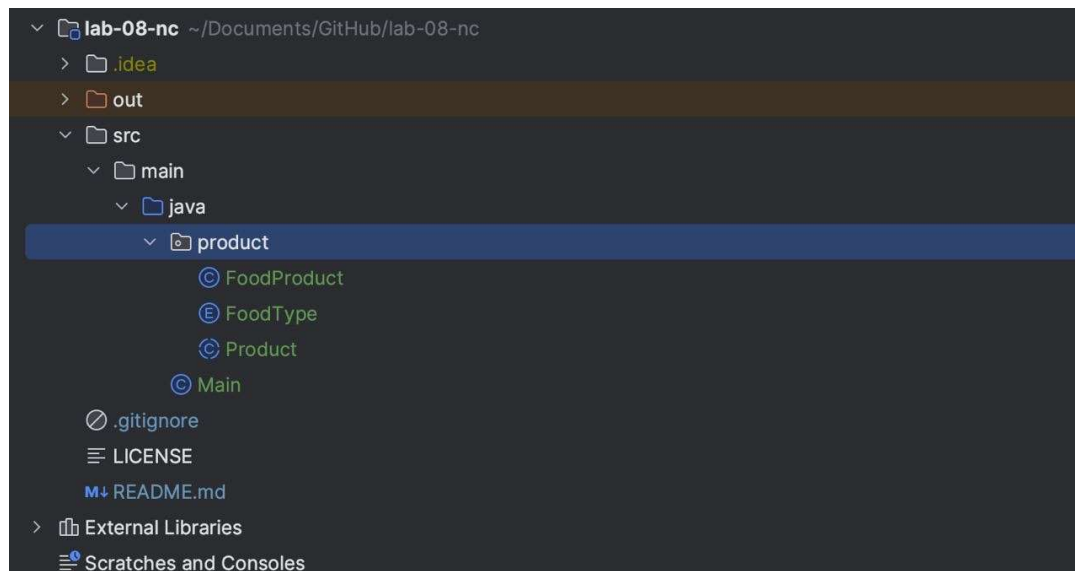 lab-08-nc ~/Documents/GitHub/lab-08-nc
.idea
out
src
main
java
product
C FoodProduct
E FoodType
C Product
C Main
.gitignore
LICENSE
M↓ README.md
External Libraries
Scratches and Consoles